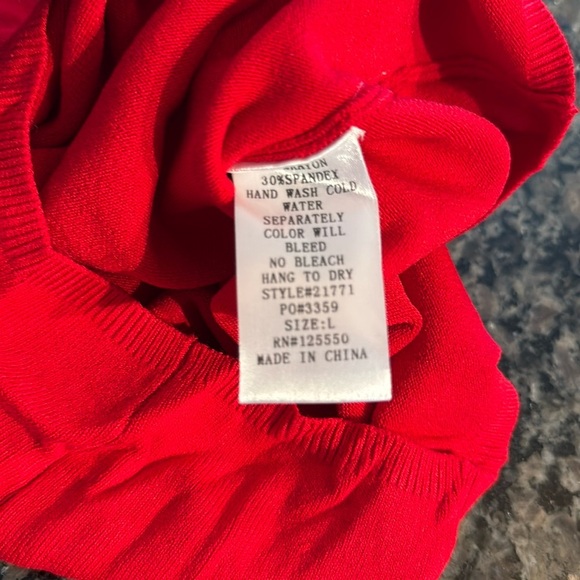 RAYON
30%SPANDEX
HAND WASH COLD
WATER
SEPARATELY
COLOR WILL
BLEED
NO BLEACH
HANG TO DRY
STYLE#21771
PO#3359
SIZE:L
RN#125550
MADE IN CHINA